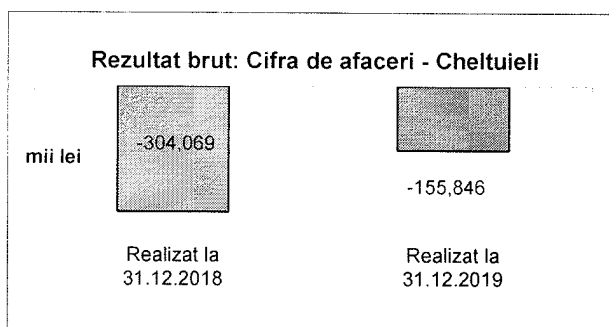 Rezultat brut: Cifra de afaceri - Cheltuieli
mii lei
-304,069
-155,846
Realizat la
31.12.2018
Realizat la
31.12.2019